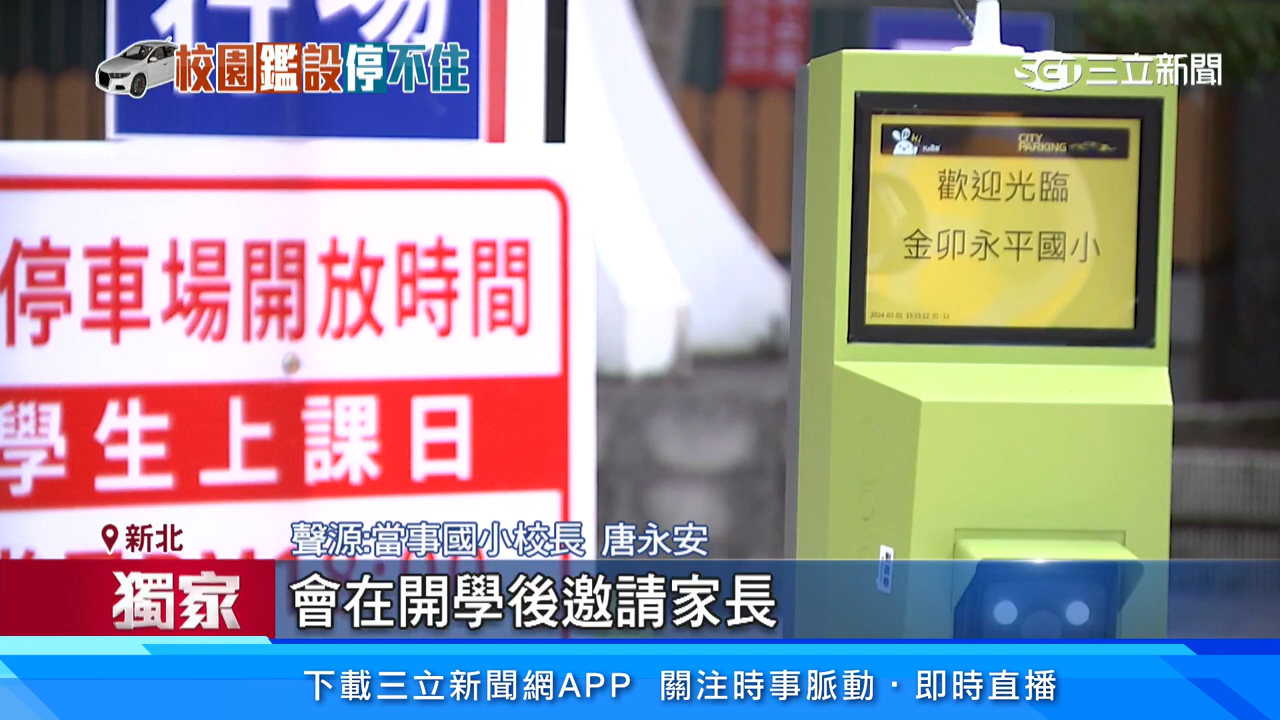 校園鑑設停不住
三立新聞
Hi
CITY
PARKING
歡迎光臨
金卯永平國小
停車場開放時間
學生上課日
新北
聲源:當事國小校長 唐永安
獨家
會在開學後邀請家長
下載三立新聞網APP 關注時事脈動·即時直播